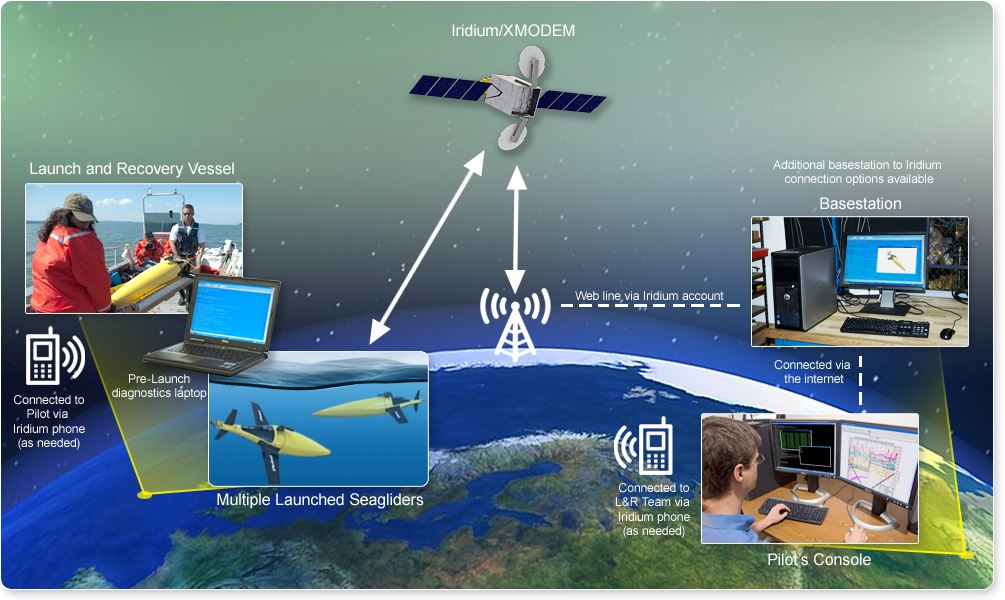 Iridium/XMODEM
Launch and Recovery Vessel
Additional basestation to Iridium
connection options available
Basestation
Web line via Iridium account
Connected via
the internet
Pre-Launch
diagnostics laptop
Connected to
Pilot via
Iridium phone
(as needed)
Multiple Launched Seagliders
Connected to
L&R Team via
Iridium phone
(as needed)
Pilot's Console